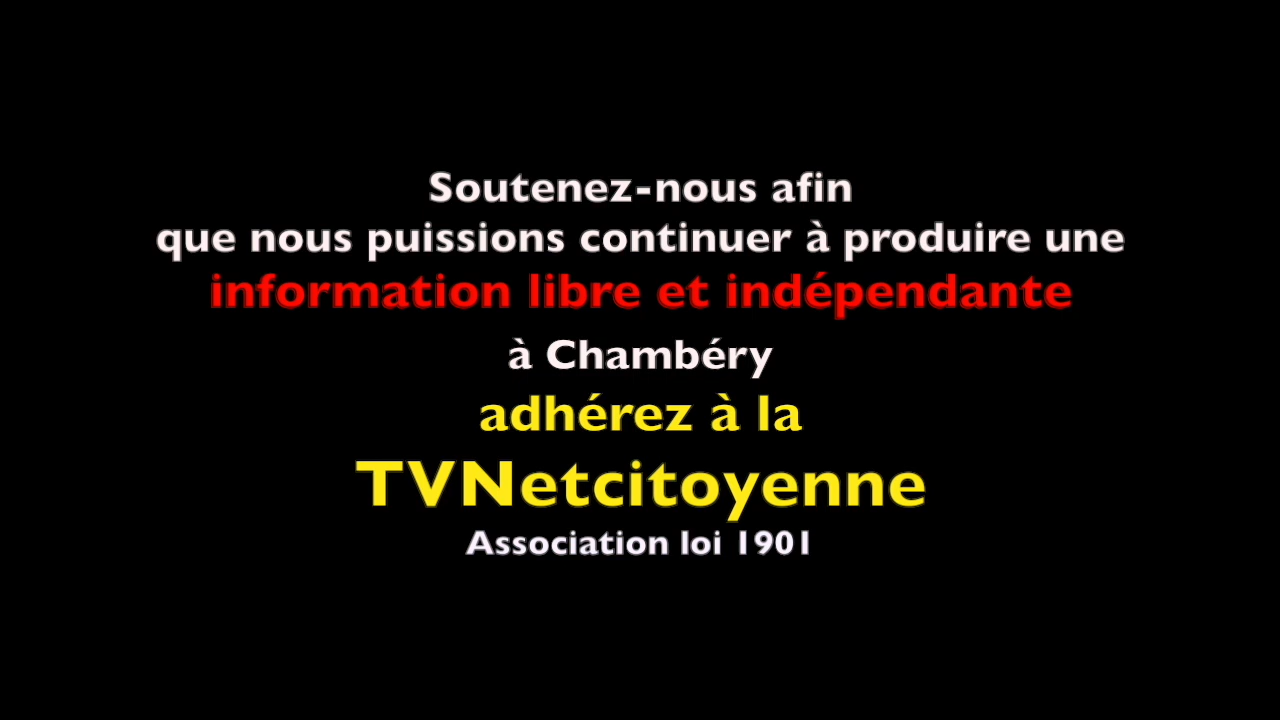 Soutenez-nous afin
que nous puissions continuer à produire une
information libre et indépendante
à Chambéry
adhérez à la
TVNetcitoyenne
Association loi 1901